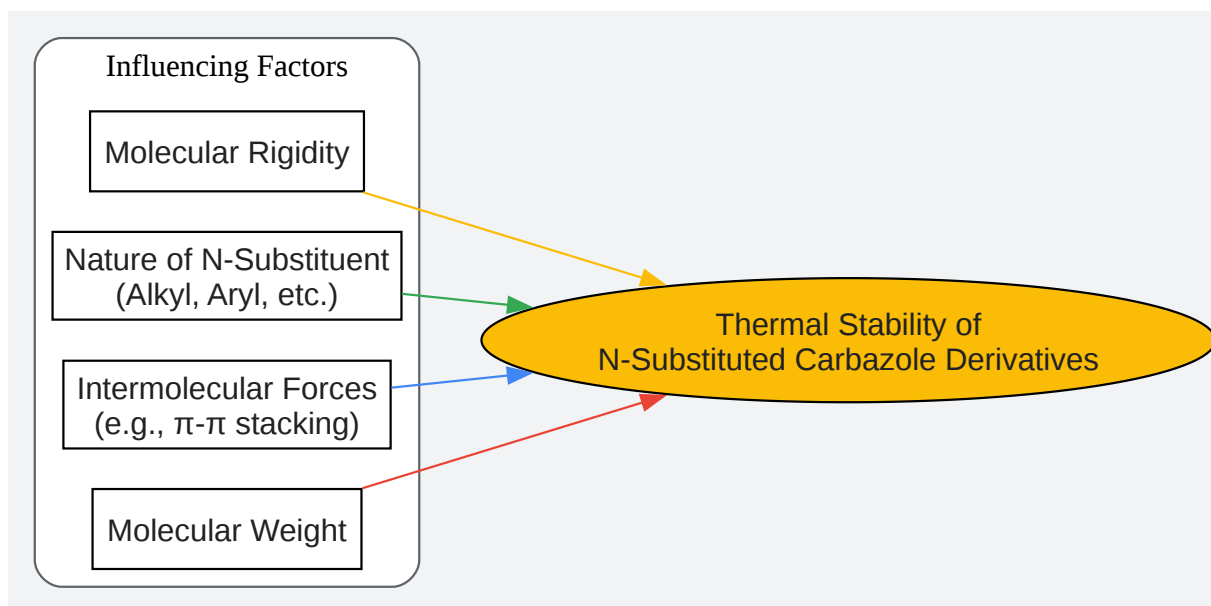 Influencing Factors
Molecular Rigidity
Nature of N-Substituent
(Alkyl, Aryl, etc.)
Intermolecular Forces
(e.g., π-π stacking)
Molecular Weight
Thermal Stability of
N-Substituted Carbazole Derivatives